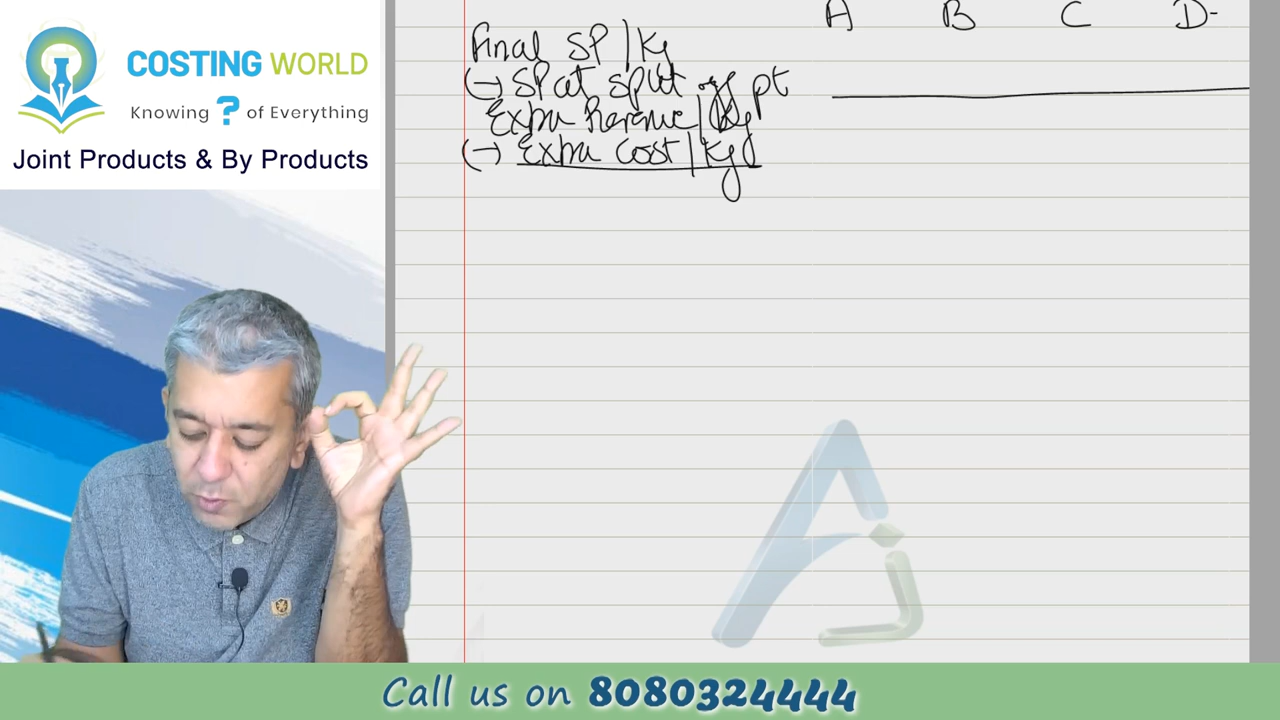 COSTING WORLD
Knowing ? of Everything
Joint Products & By Products
A B C D-
Final SP/Kg
(-) SP at split off pt
Extra Revenue/Kg
(-) Extra Cost/Kg
Call us on 8080324444